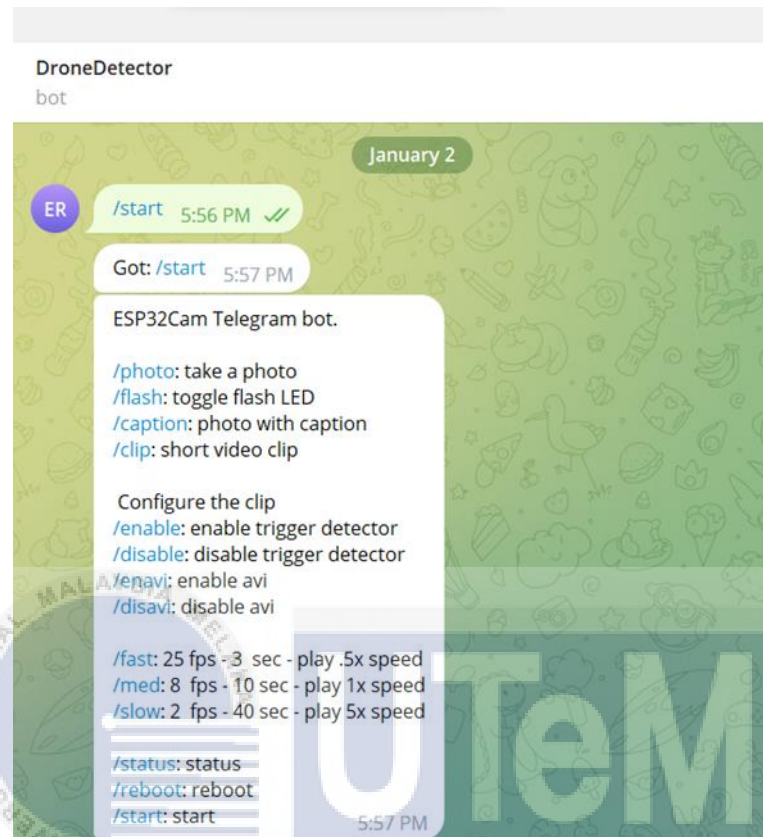 DroneDetector
bot
January 2
ER
/start 5:56 PM
Got: /start 5:57 PM
ESP32Cam Telegram bot.
/photo: take a photo
/flash: toggle flash LED
/caption: photo with caption
/clip: short video clip
Configure the clip
/enable: enable trigger detector
/disable: disable trigger detector
/enavi: enable avi
/disavi: disable avi
/fast: 25 fps - 3 sec - play .5x speed
/med: 8 fps - 10 sec - play 1x speed
/slow: 2 fps - 40 sec - play 5x speed
/status: status
/reboot: reboot
/start: start
5:57 PM
UTeM